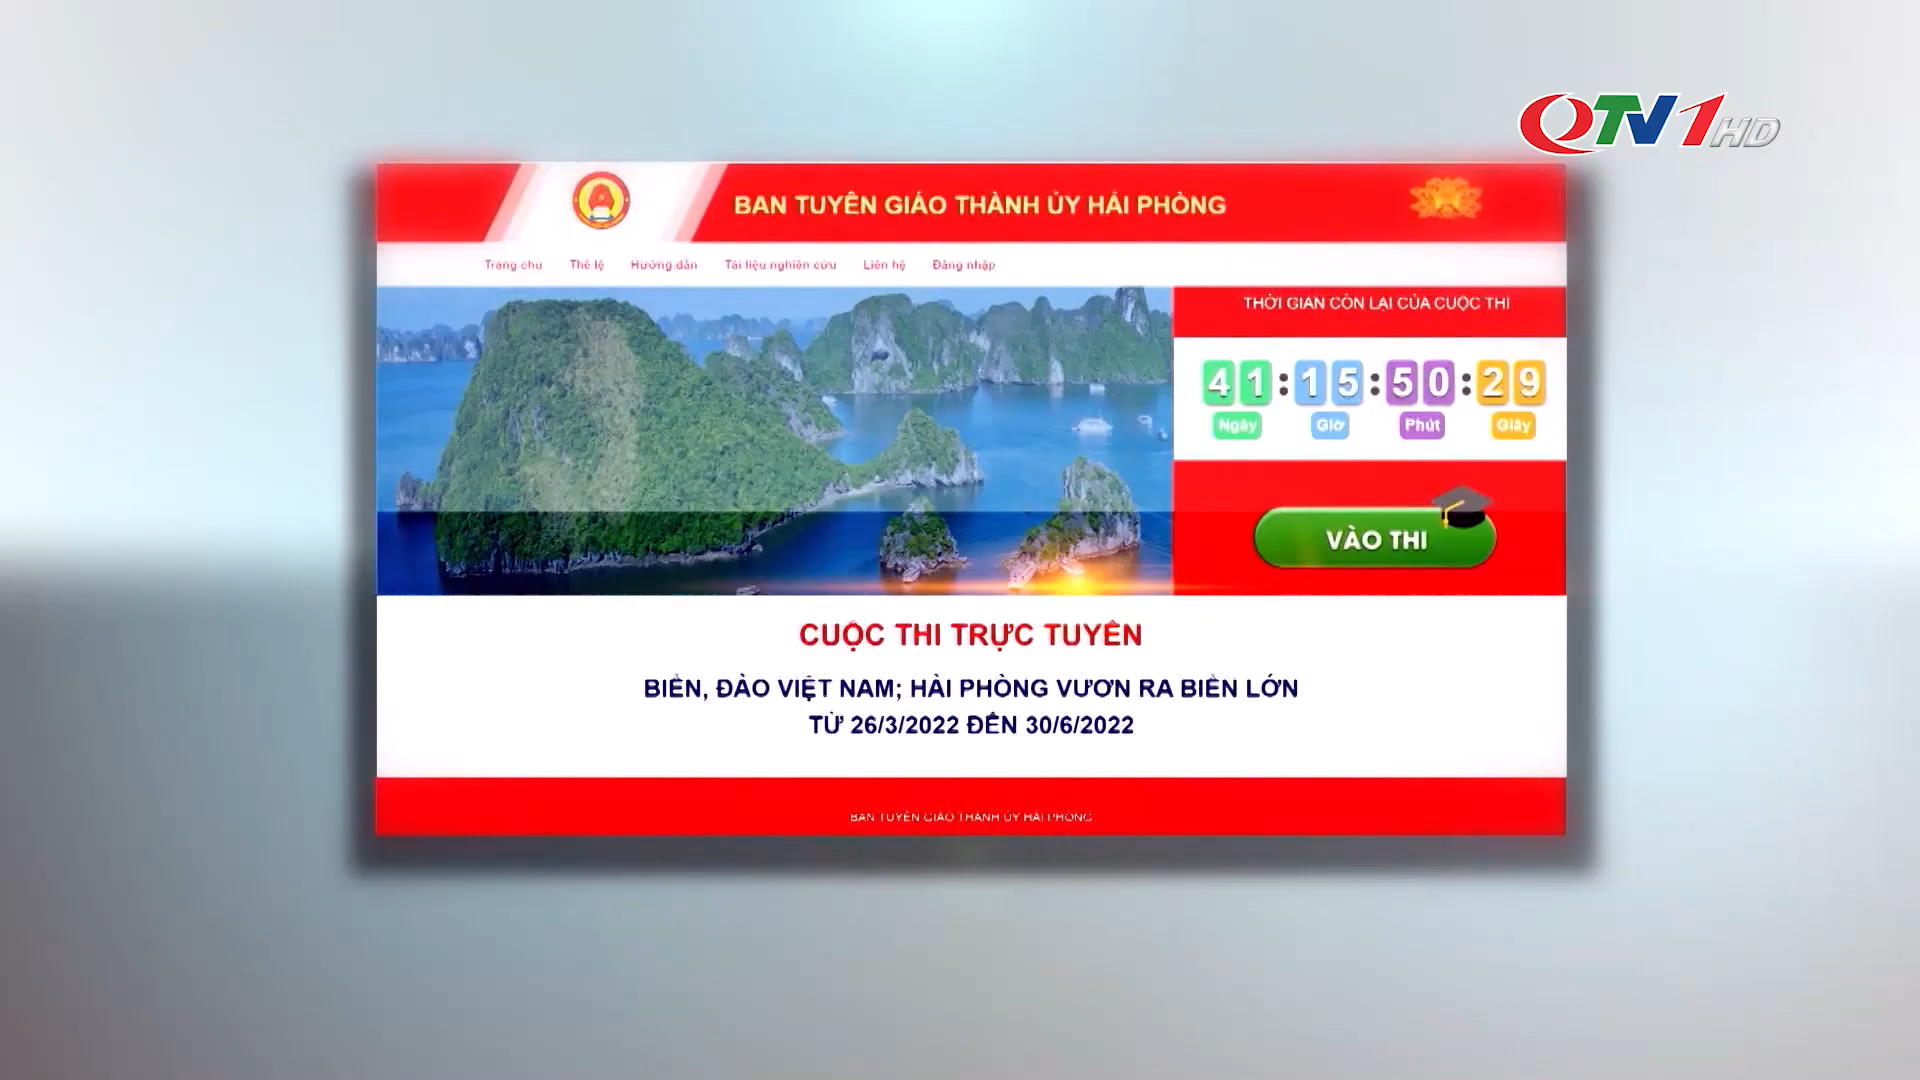 QTV1HD
BAN TUYÊN GIÁO THÀNH ỦY HẢI PHÒNG
Trang chủ Thể lệ Hướng dẫn Tài liệu nghiên cứu Liên hệ Đăng nhập
THỜI GIAN CÒN LẠI CỦA CUỘC THI
41:15:50:29
Ngày Giờ Phút Giây
VÀO THI
CUỘC THI TRỰC TUYẾN
BIỂN, ĐẢO VIỆT NAM; HẢI PHÒNG VƯƠN RA BIỂN LỚN
TỪ 26/3/2022 ĐẾN 30/6/2022
BAN TUYÊN GIÁO THÀNH ỦY HẢI PHÒNG